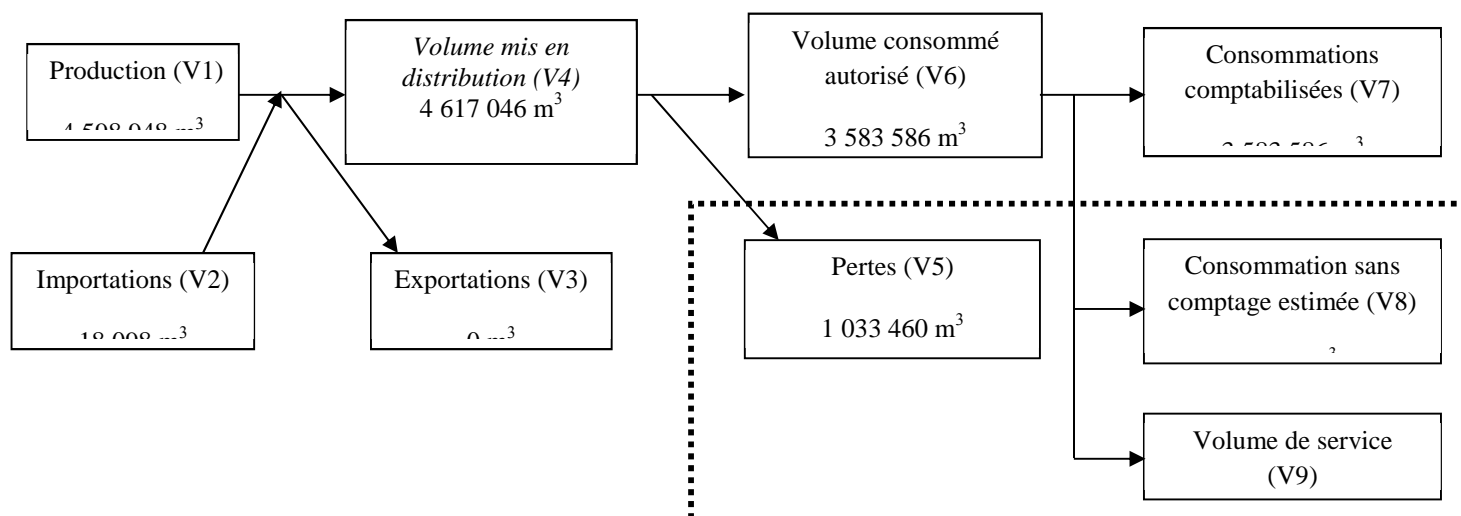 Production (V1)
Volume mis en
distribution (V4)
4 617 046 m³
Volume consommé
autorisé (V6)
3 583 586 m³
Consommations
comptabilisées (V7)
Importations (V2)
Exportations (V3)
Pertes (V5)
1 033 460 m³
Consommation sans
comptage estimée (V8)
Volume de service
(V9)